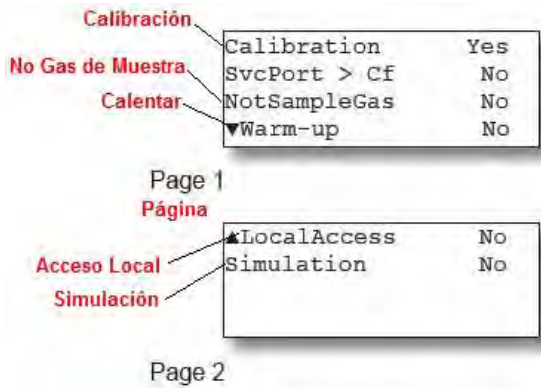 Calibración
Calibration Yes
No Gas de Muestra
SvcPort > Cf No
Calentar
NotSampleGas No
▼Warm-up No
Page 1
Página
▲LocalAccess No
Acceso Local
Simulation No
Simulación
Page 2